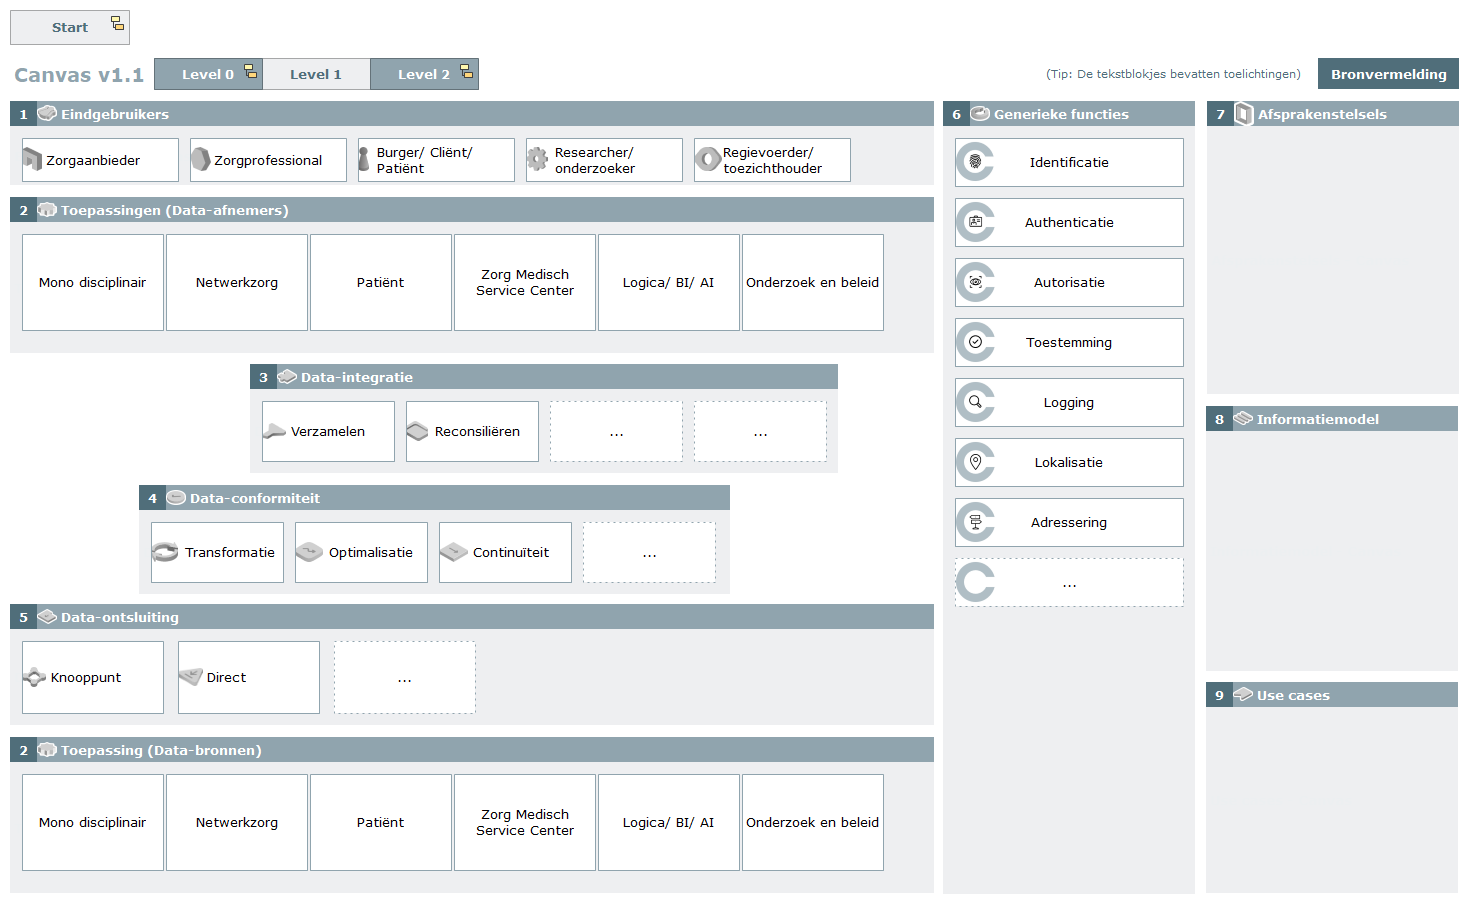 Start
Canvas v1.1
Level 0
Level 1
Level 2
(Tip: De tekstblokjes bevatten toelichtingen)
Bronvermelding
1 Eindgebruikers
Zorgaanbieder
Zorgprofessional
Burger/ Cliënt/
Patiënt
Researcher/
onderzoeker
Regievoerder/
toezichthouder
2 Toepassingen (Data-afnemers)
Mono disciplinair
Netwerkzorg
Patiënt
Zorg Medisch
Service Center
Logica/ BI/ AI
Onderzoek en beleid
3 Data-integratie
Verzamelen
Reconsiliëren
...
...
4 Data-conformiteit
Transformatie
Optimalisatie
Continuïteit
...
5 Data-ontsluiting
Knooppunt
Direct
...
2 Toepassing (Data-bronnen)
Mono disciplinair
Netwerkzorg
Patiënt
Zorg Medisch
Service Center
Logica/ BI/ AI
Onderzoek en beleid
6 Generieke functies
Identificatie
Authenticatie
Autorisatie
Toestemming
Logging
Lokalisatie
Adressering
...
7 Afsprakenstelsels
8 Informatiemodel
9 Use cases